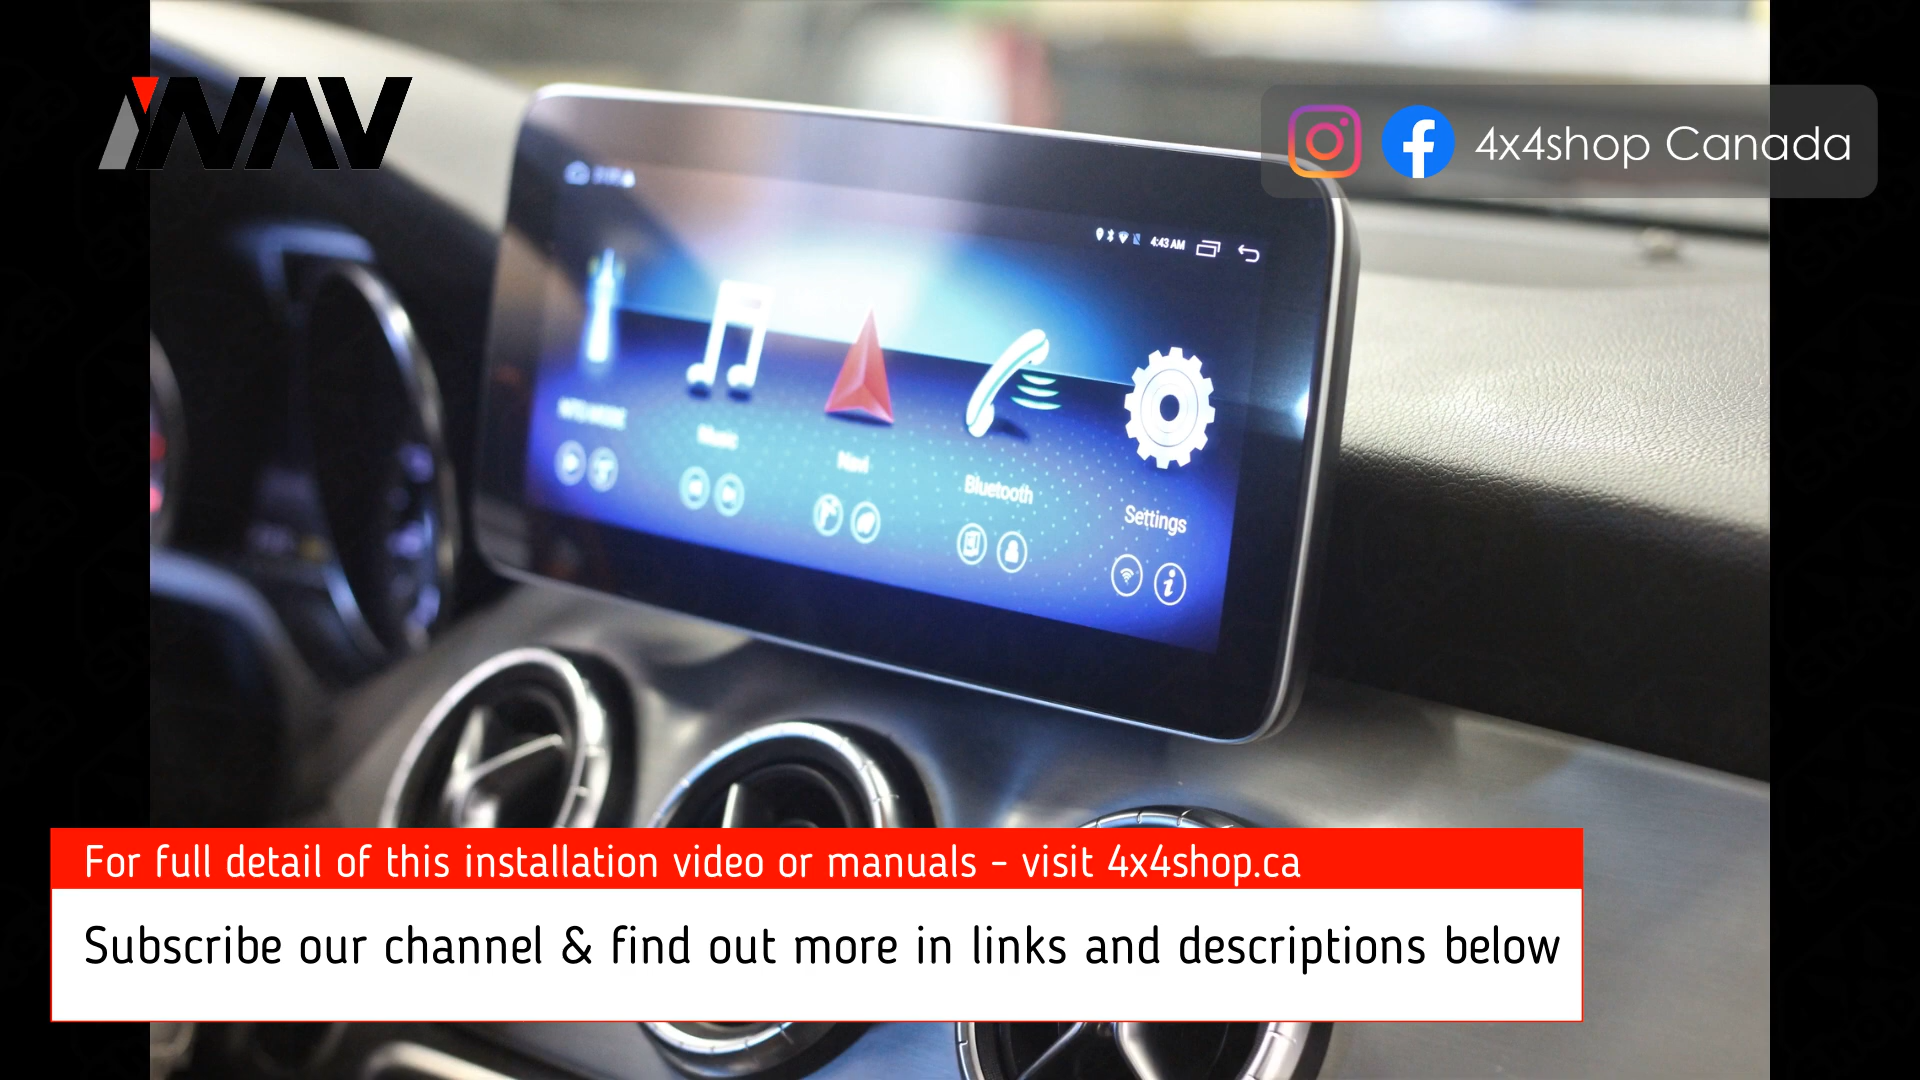 iNAV
4x4shop Canada
4:43 AM
Music
Navi
Bluetooth
Settings
For full detail of this installation video or manuals - visit 4x4shop.ca
Subscribe our channel & find out more in links and descriptions below